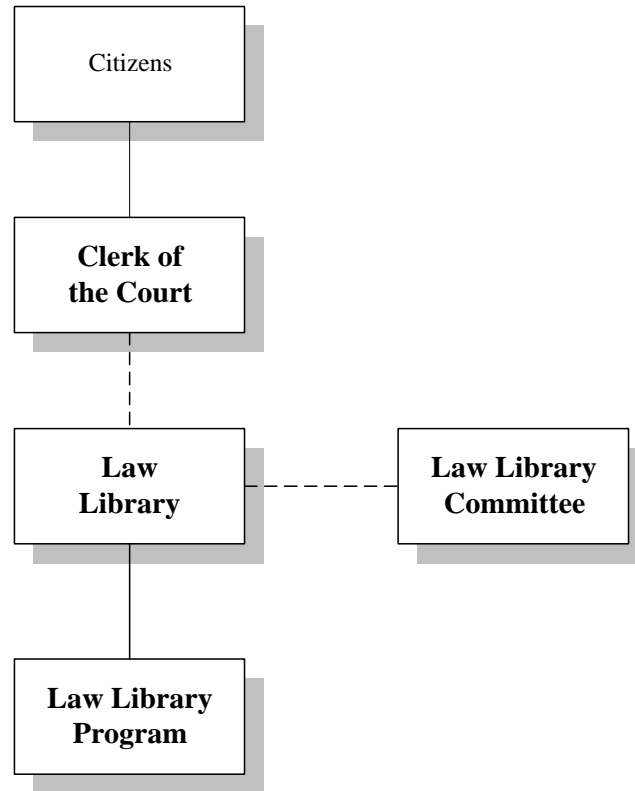 Citizens
Clerk of
the Court
Law
Library
Law Library
Committee
Law Library
Program